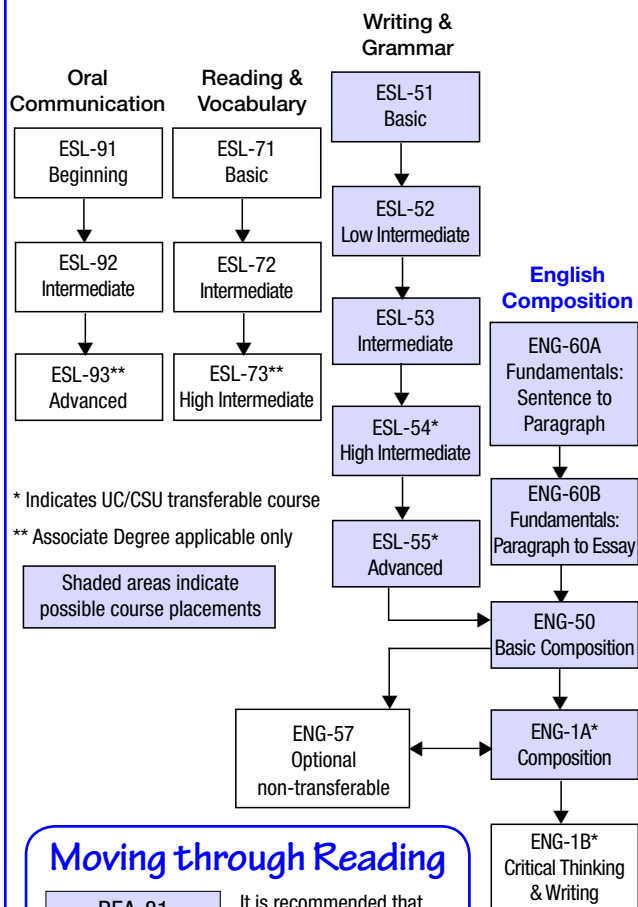 Oral
Communication
ESL-91
Beginning
ESL-92
Intermediate
ESL-93**
Advanced
Reading &
Vocabulary
ESL-71
Basic
ESL-72
Intermediate
ESL-73**
High Intermediate
Writing &
Grammar
ESL-51
Basic
ESL-52
Low Intermediate
ESL-53
Intermediate
ESL-54*
High Intermediate
ESL-55*
Advanced
English
Composition
ENG-60A
Fundamentals:
Sentence to
Paragraph
ENG-60B
Fundamentals:
Paragraph to Essay
ENG-50
Basic Composition
ENG-57
Optional
non-transferable
ENG-1A*
Composition
ENG-1B*
Critical Thinking
& Writing
* Indicates UC/CSU transferable course
** Associate Degree applicable only
Shaded areas indicate
possible course placements
Moving through Reading
It is recommended that